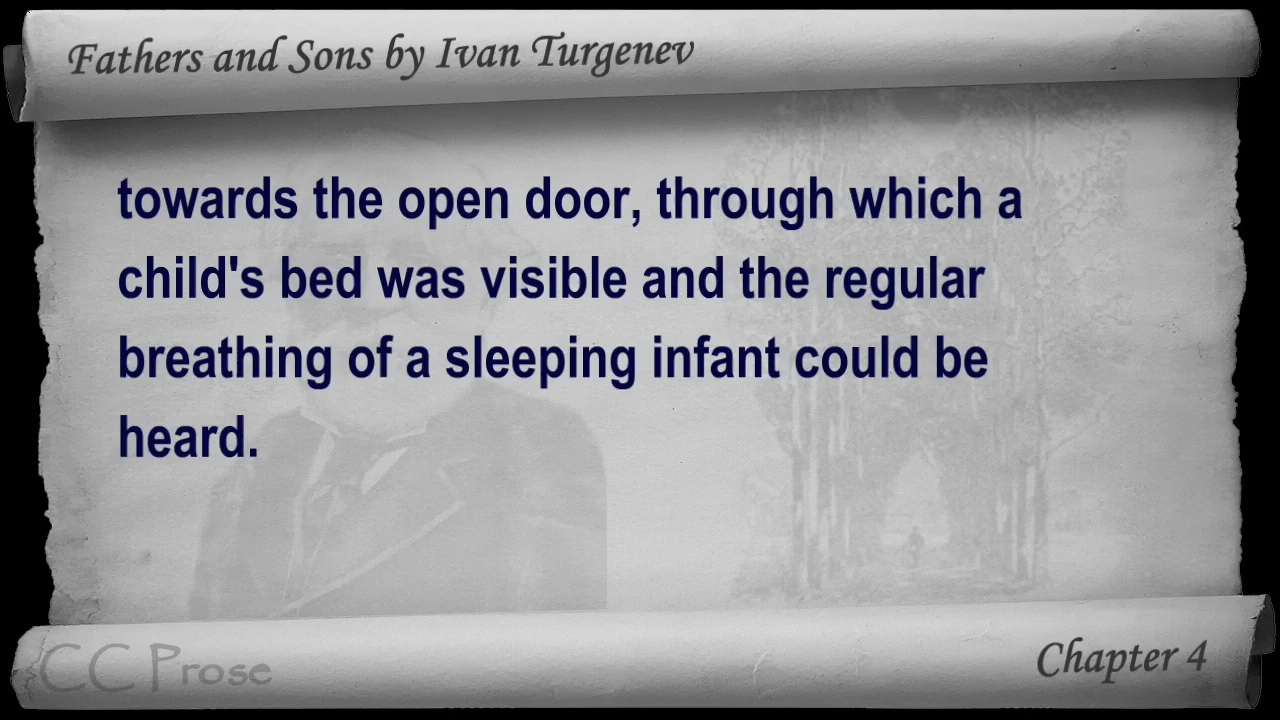 Fathers and Sons by Ivan Turgenev
towards the open door, through which a
child's bed was visible and the regular
breathing of a sleeping infant could be
heard.
CC Prose
Chapter 4